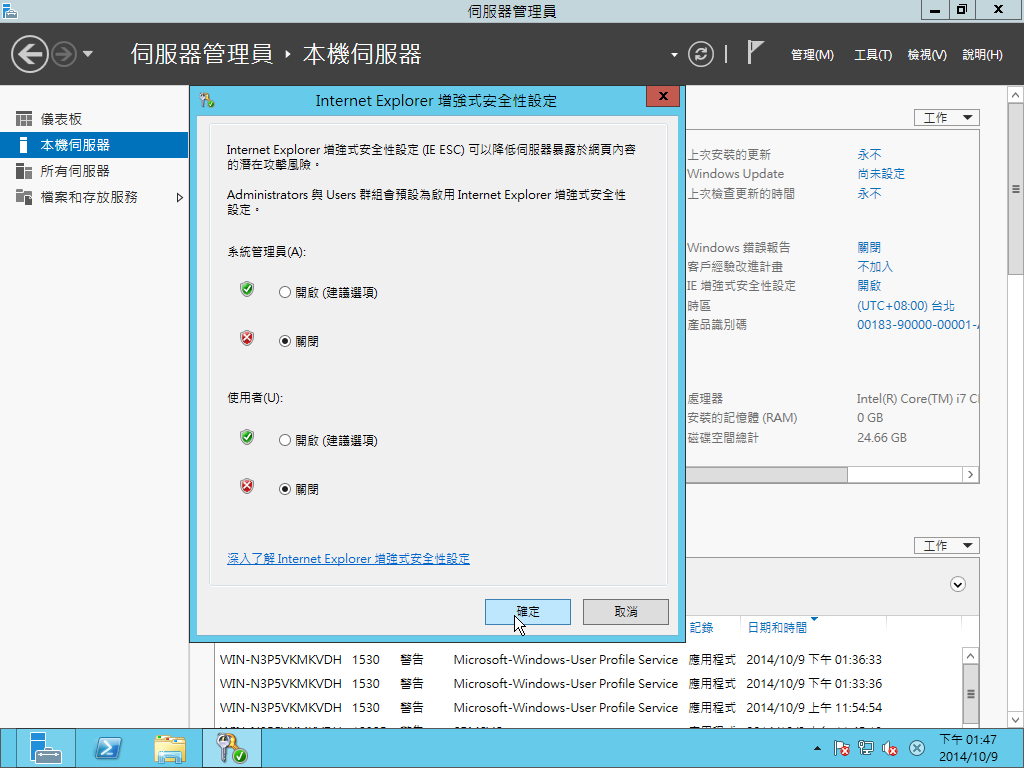 伺服器管理員
伺服器管理員 ‣ 本機伺服器
管理(M) 工具(T) 檢視(V) 說明(H)
儀表板
本機伺服器
所有伺服器
檔案和存放服務
Internet Explorer 增強式安全性設定
Internet Explorer 增強式安全性設定 (IE ESC) 可以降低伺服器暴露於網頁內容
的潛在攻擊風險。
Administrators 與 Users 群組會預設為啟用 Internet Explorer 增強式安全性
設定。
系統管理員(A):
開啟 (建議選項)
關閉
使用者(U):
開啟 (建議選項)
關閉
深入了解 Internet Explorer 增強式安全性設定
確定 取消
工作
上次安裝的更新 永不
Windows Update 尚未設定
上次檢查更新的時間 永不
Windows 錯誤報告 關閉
客戶經驗改進計畫 不加入
IE 增強式安全性設定 開啟
時區 (UTC+08:00) 台北
產品識別碼 00183-90000-00001-
處理器 Intel(R) Core(TM) i7
安裝的記憶體 (RAM) 0 GB
磁碟空間總計 24.66 GB
工作
記錄 日期和時間
WIN-N3P5VKMKVDH 1530 警告 Microsoft-Windows-User Profile Service 應用程式 2014/10/9 下午 01:36:33
WIN-N3P5VKMKVDH 1530 警告 Microsoft-Windows-User Profile Service 應用程式 2014/10/9 下午 01:33:36
WIN-N3P5VKMKVDH 1530 警告 Microsoft-Windows-User Profile Service 應用程式 2014/10/9 上午 11:54:54
下午 01:47
2014/10/9